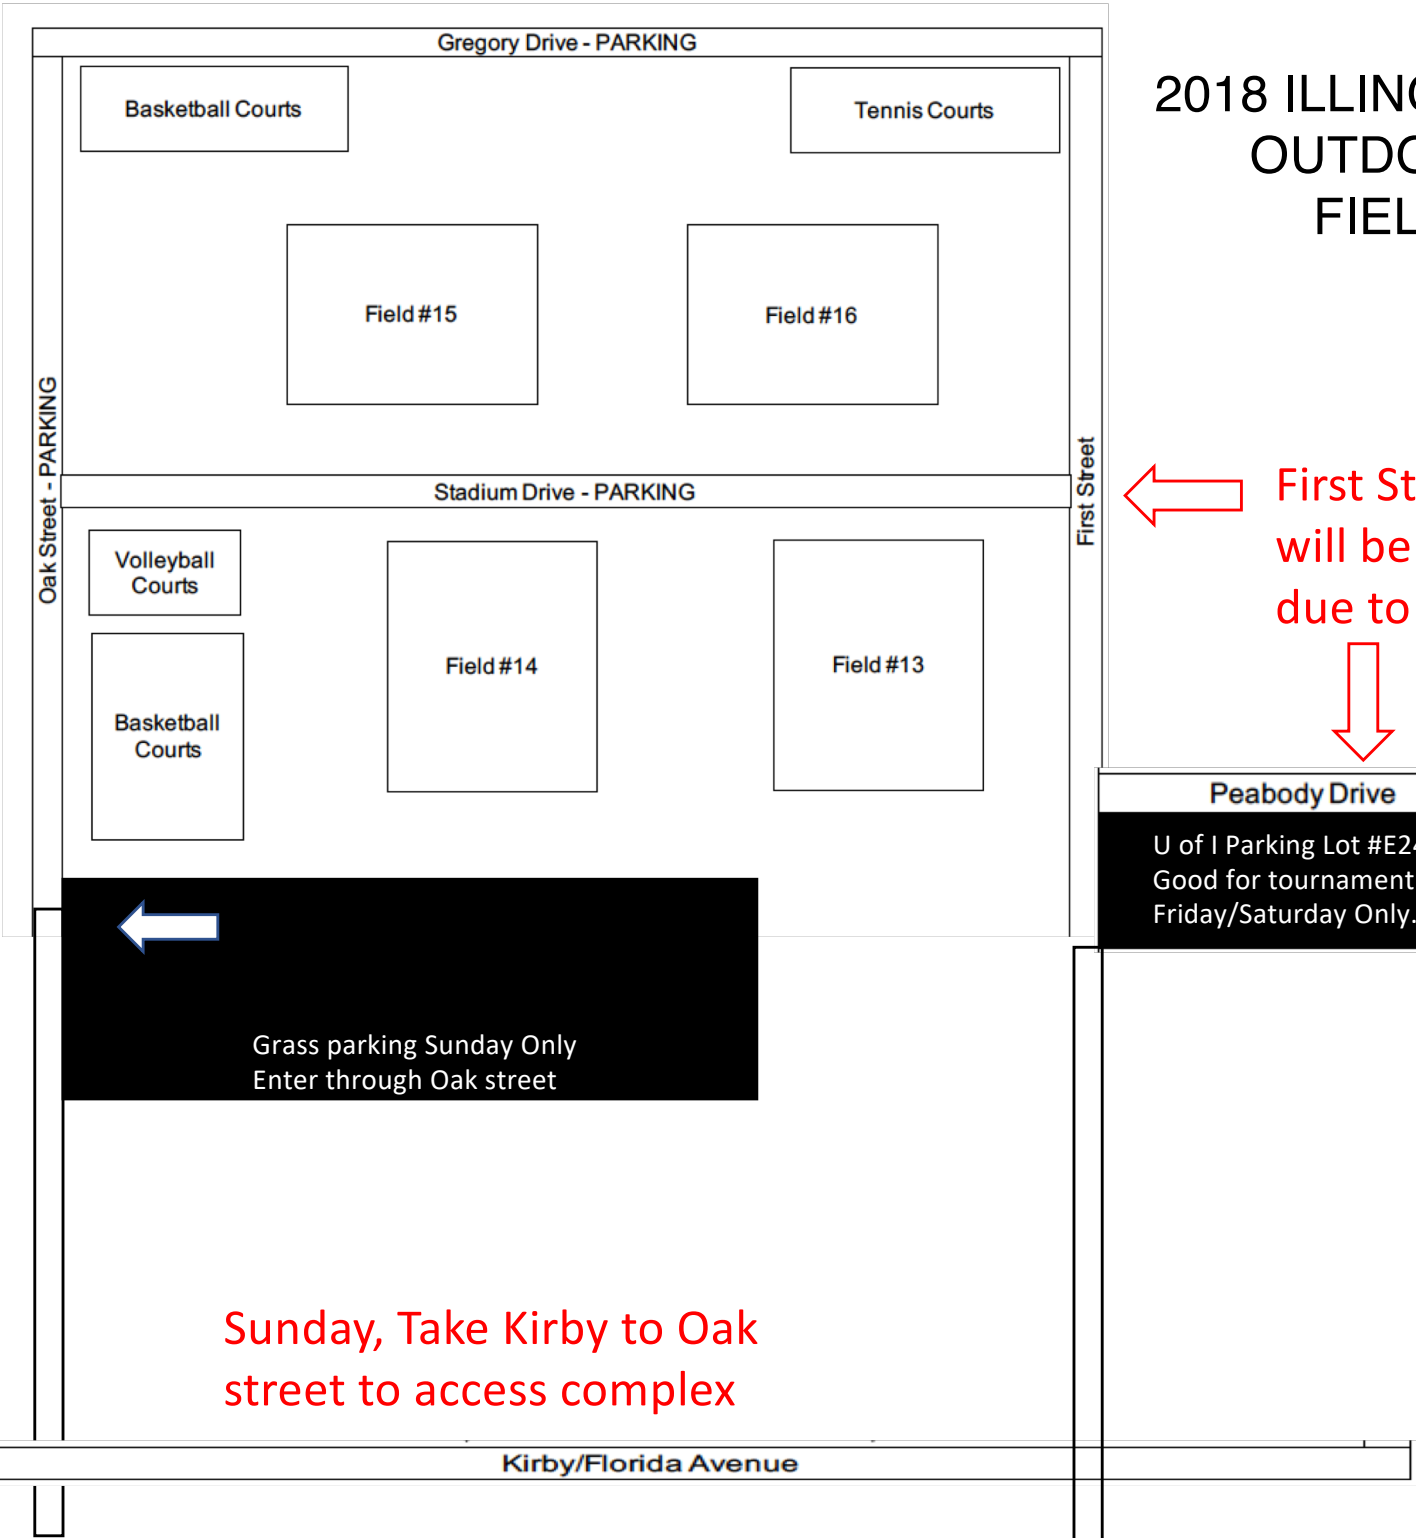 Gregory Drive - PARKING
Basketball Courts
Tennis Courts
2018 ILLIN
OUTDO
FIEL
Field #15
Field #16
Oak Street - PARKING
First Street
Stadium Drive - PARKING
First St
will be
due to
Volleyball
Courts
Field #14
Field #13
Basketball
Courts
Peabody Drive
U of I Parking Lot #E24
Good for tournament
Friday/Saturday Only.
Grass parking Sunday Only
Enter through Oak street
Sunday, Take Kirby to Oak
street to access complex
Kirby/Florida Avenue